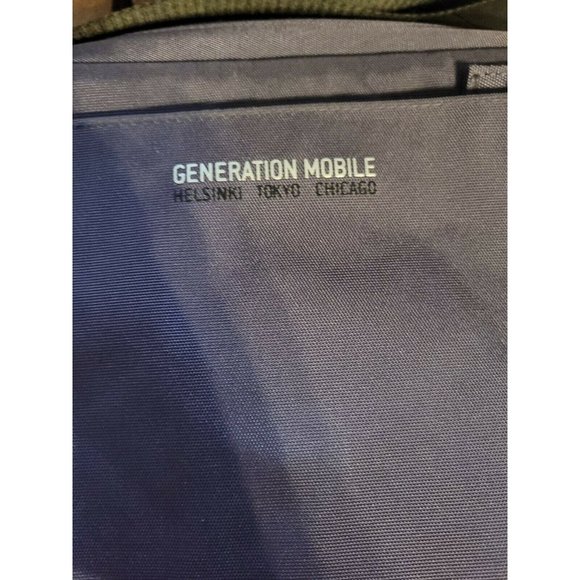 GENERATION MOBILE
HELSINKI TOKYO CHICAGO